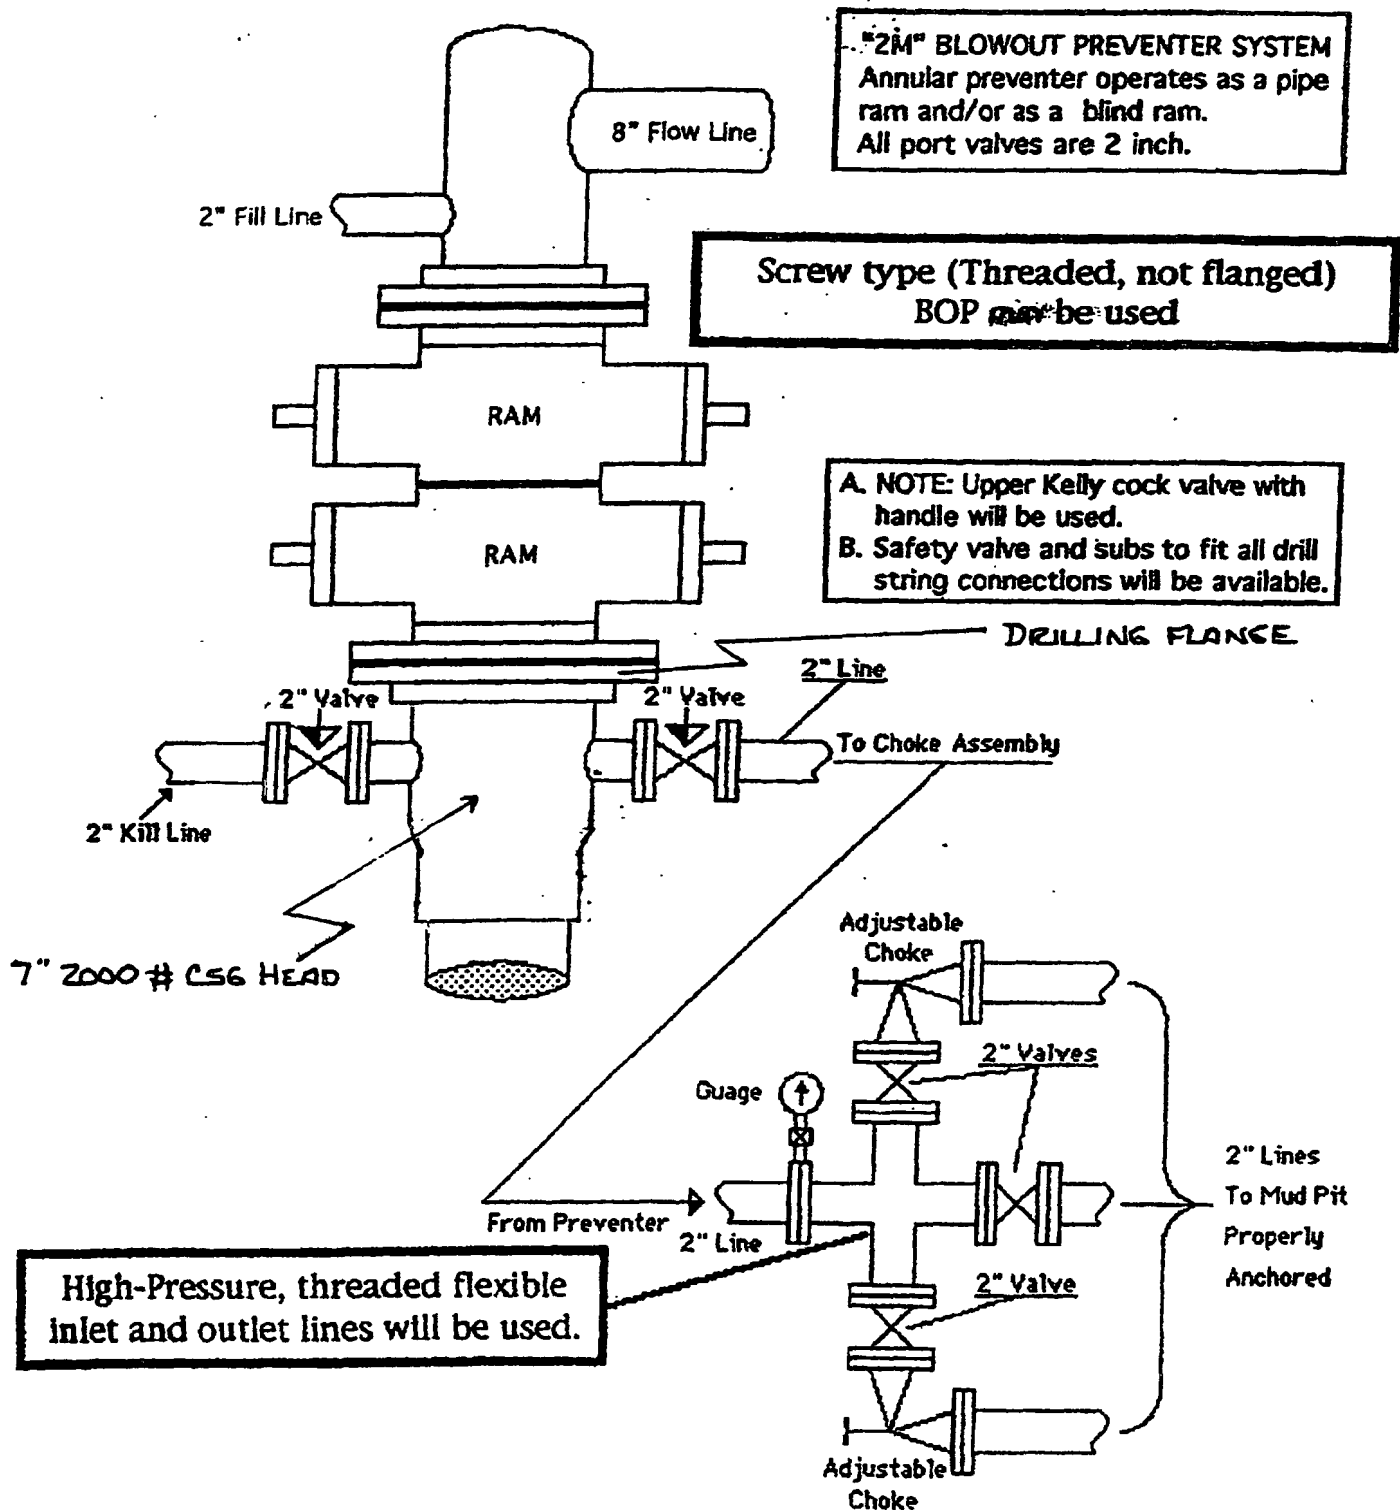 "2M" BLOWOUT PREVENTER SYSTEM
Annular preventer operates as a pipe
ram and/or as a blind ram.
All port valves are 2 inch.
8" Flow Line
2" Fill Line
Screw type (Threaded, not flanged)
BOP may be used
RAM
A. NOTE: Upper Kelly cock valve with
handle will be used.
B. Safety valve and subs to fit all drill
string connections will be available.
RAM
DRILLING FLANGE
2" Line
2" Valve
2" Valve
To Choke Assembly
2" Kill Line
7" 2000 # CSG HEAD
Adjustable
Choke
2" Valves
Guage
2" Lines
To Mud Pit
Properly
Anchored
From Preventer
2" Line
High-Pressure, threaded flexible
inlet and outlet lines will be used.
2" Valve
Adjustable
Choke